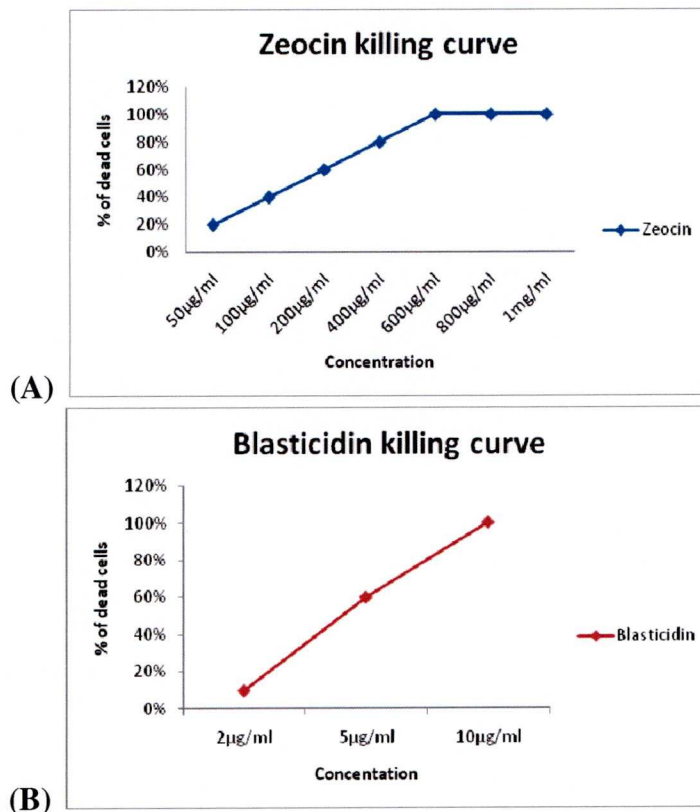 Zeocin killing curve
120%
100%
80%
60%
40%
20%
0%
% of dead cells
50µg/ml
100µg/ml
200µg/ml
400µg/ml
600µg/ml
800µg/ml
1mg/ml
Concentration
Zeocin
(A)
Blasticidin killing curve
120%
100%
80%
60%
40%
20%
0%
% of dead cells
2µg/ml
5µg/ml
10µg/ml
Concentation
Blasticidin
(B)